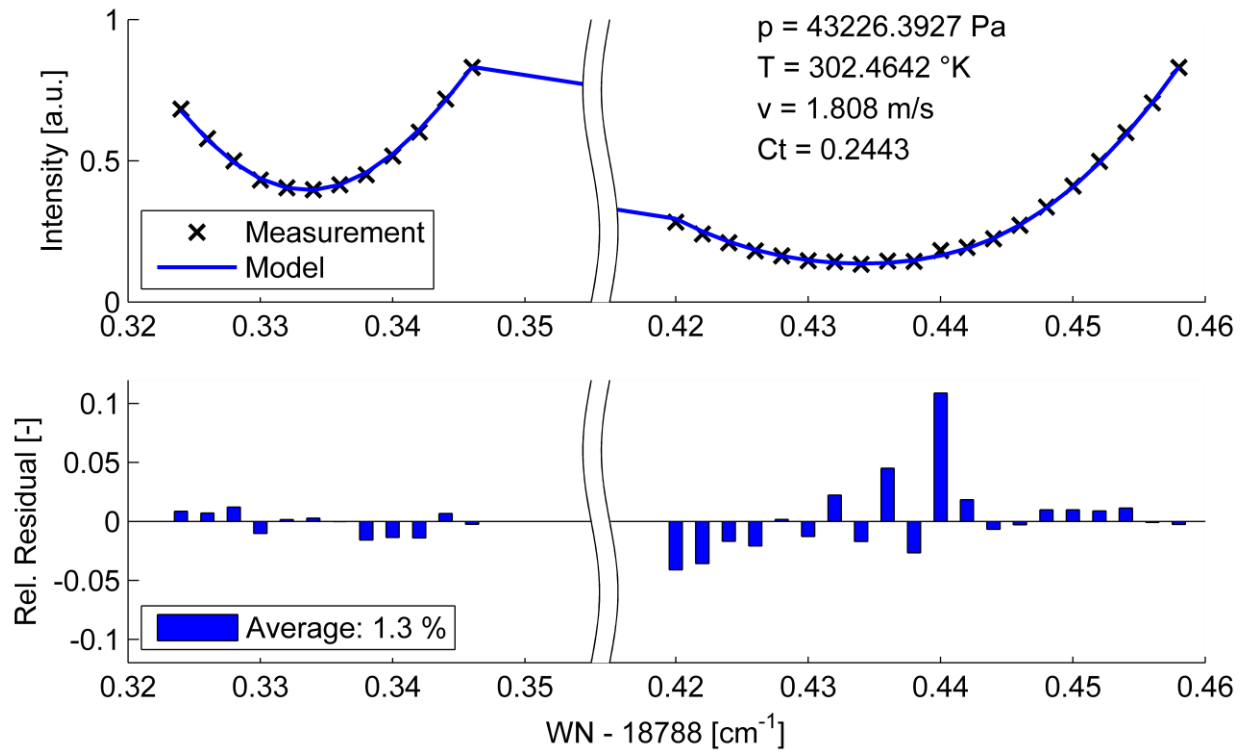 1
p = 43226.3927 Pa
T = 302.4642 °K
v = 1.808 m/s
Ct = 0.2443
Intensity [a.u.]
0.5
Measurement
Model
0
0.32 0.33 0.34 0.35 0.42 0.43 0.44 0.45 0.46
0.1
0.05
Rel. Residual [-]
0
-0.05
Average: 1.3 %
-0.1
0.32 0.33 0.34 0.35 0.42 0.43 0.44 0.45 0.46
WN - 18788 [cm⁻¹]